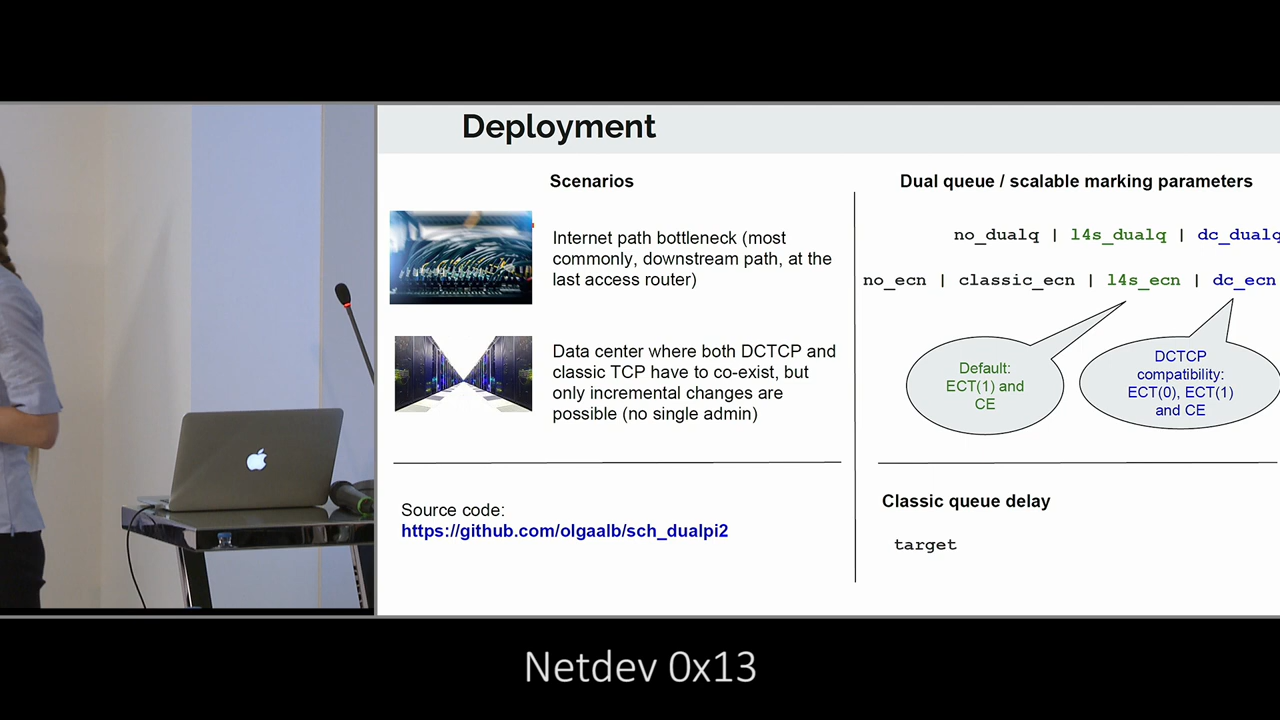 Deployment
Scenarios
Internet path bottleneck (most
commonly, downstream path, at the
last access router)
Data center where both DCTCP and
classic TCP have to co-exist, but
only incremental changes are
possible (no single admin)
Source code:
https://github.com/olgaalb/sch_dualpi2
Dual queue / scalable marking parameters
no_dualq | l4s_dualq | dc_dualq
no_ecn | classic_ecn | l4s_ecn | dc_ecn
Default:
ECT(1) and
CE
DCTCP
compatibility:
ECT(0), ECT(1)
and CE
Classic queue delay
target
Netdev 0x13